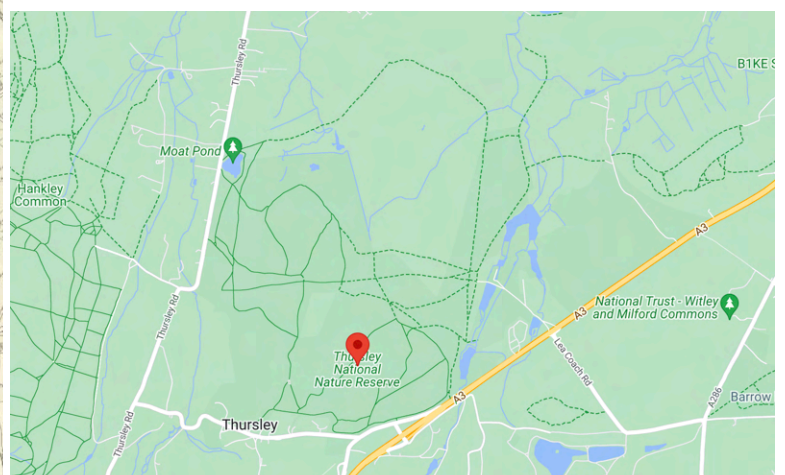 Thursley Rd
B1KE S
Moat Pond
Hankley
Common
A3
National Trust - Witley
and Milford Commons
Thursley Rd
A3
Lea Coach Rd
Thursley
National
Nature Reserve
A286
Barrow
A3
Thursley Rd
Thursley